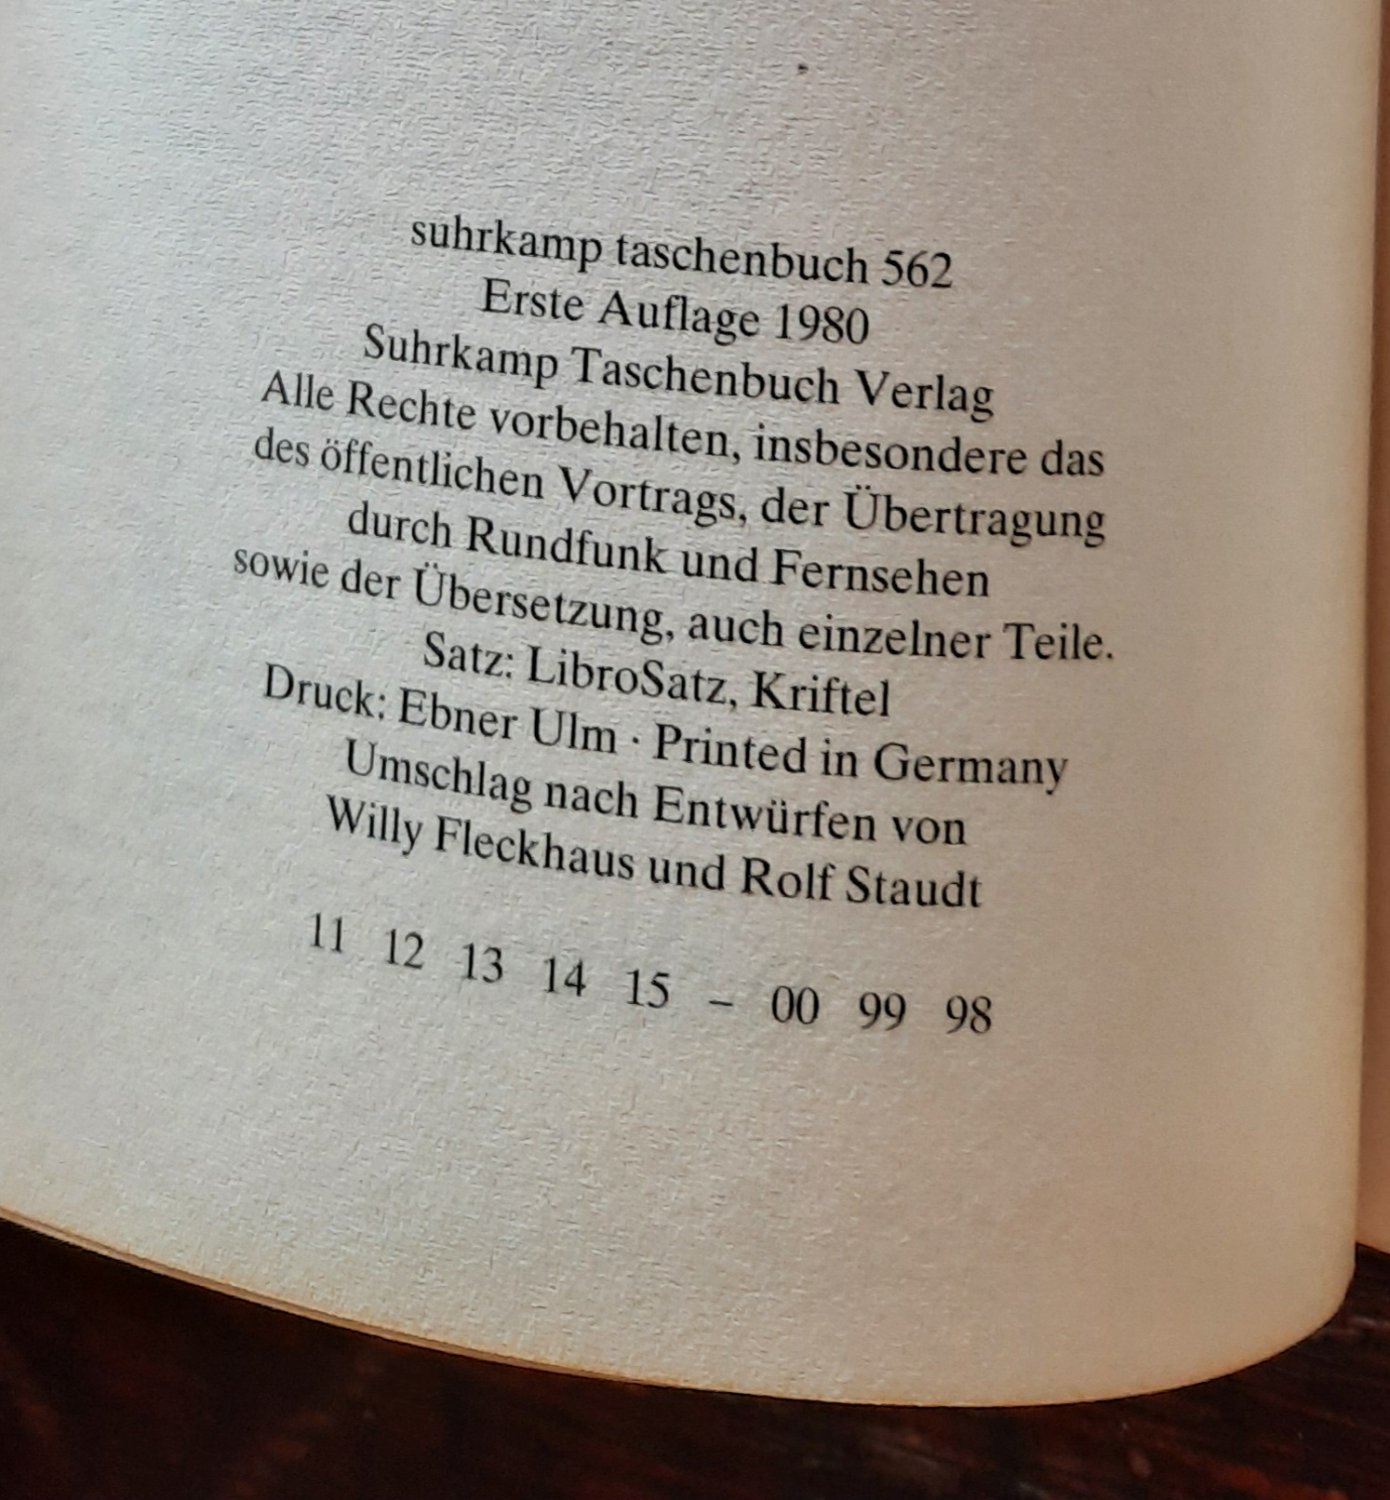 suhrkamp taschenbuch 562
Erste Auflage 1980
Suhrkamp Taschenbuch Verlag
Alle Rechte vorbehalten, insbesondere das
des öffentlichen Vortrags, der Übertragung
durch Rundfunk und Fernsehen
sowie der Übersetzung, auch einzelner Teile.
Satz: LibroSatz, Kriftel
Druck: Ebner Ulm · Printed in Germany
Umschlag nach Entwürfen von
Willy Fleckhaus und Rolf Staudt
11 12 13 14 15 – 00 99 98